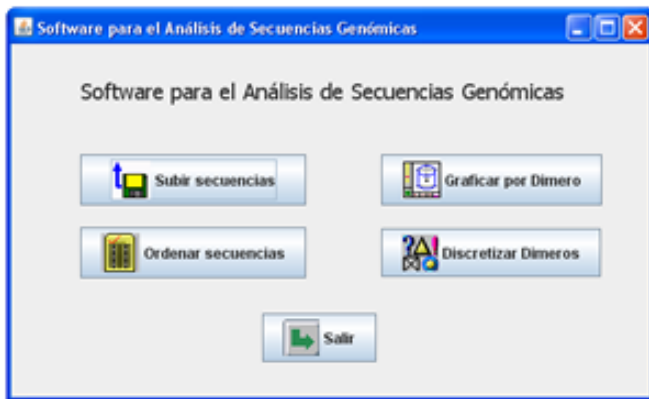 Software para el Análisis de Secuencias Genómicas
Software para el Análisis de Secuencias Genómicas
Subir secuencias
Graficar por Dimero
Ordenar secuencias
Discretizar Dimeros
Salir